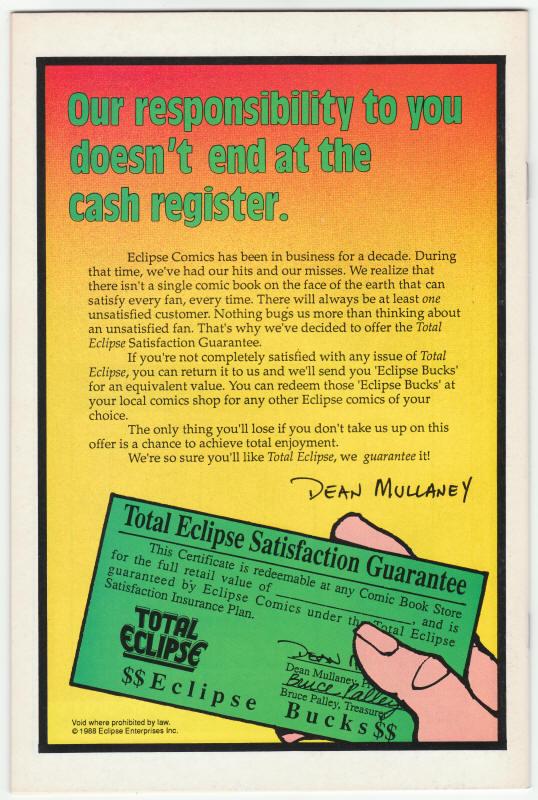 Our responsibility to you
doesn't end at the
cash register.
Eclipse Comics has been in business for a decade. During
that time, we've had our hits and our misses. We realize that
there isn't a single comic book on the face of the earth that can
satisfy every fan, every time. There will always be at least one
unsatisfied customer. Nothing bugs us more than thinking about
an unsatisfied fan. That's why we've decided to offer the Total
Eclipse Satisfaction Guarantee.
If you're not completely satisfied with any issue of Total
Eclipse, you can return it to us and we'll send you 'Eclipse Bucks'
for an equivalent value. You can redeem those 'Eclipse Bucks' at
your local comics shop for any other Eclipse comics of your
choice.
The only thing you'll lose if you don't take us up on this
offer is a chance to achieve total enjoyment.
We're so sure you'll like Total Eclipse, we guarantee it!
DEAN MULLANEY
Total Eclipse Satisfaction Guarantee
This Certificate is redeemable at any Comic Book Store
for the full retail value of ____________________, and is
guaranteed by Eclipse Comics under the Total Eclipse
Satisfaction Insurance Plan.
TOTAL
ECLIPSE
DEAN
Dean Mullaney,
Bruce Palley
Bruce Palley, Treasurer
$$ Eclipse Bucks $$
Void where prohibited by law.
© 1988 Eclipse Enterprises Inc.